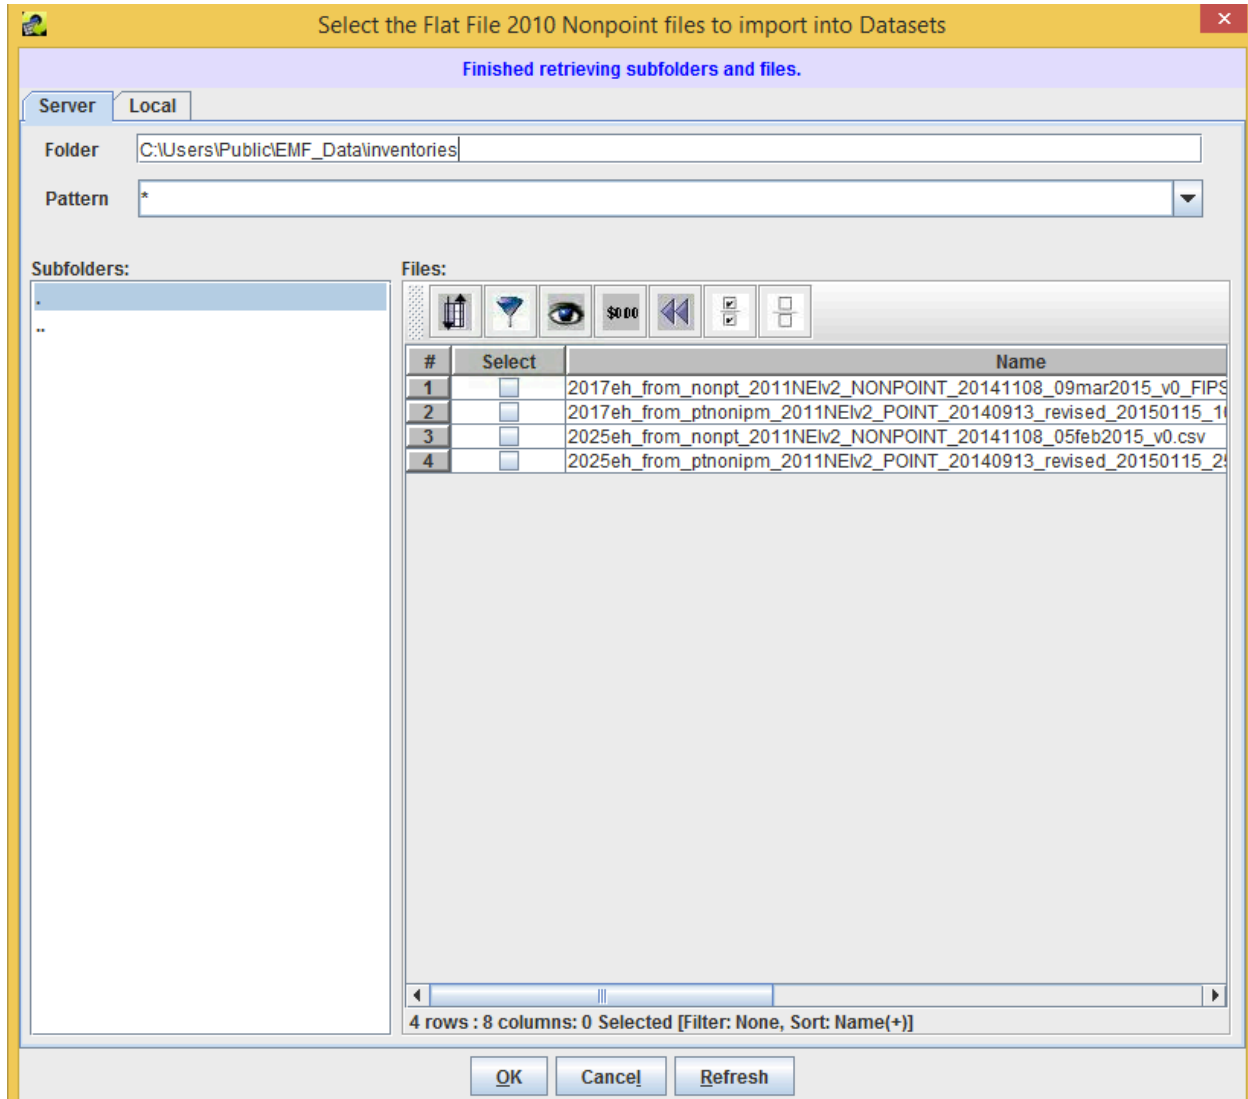 Select the Flat File 2010 Nonpoint files to import into Datasets
Finished retrieving subfolders and files.
Server Local
Folder C:\Users\Public\EMF_Data\inventories
Pattern *
Subfolders: Files:
.
..
$0.00
# Select Name
1 2017eh_from_nonpt_2011NEIv2_NONPOINT_20141108_09mar2015_v0_FIPS
2 2017eh_from_ptnonipm_2011NEIv2_POINT_20140913_revised_20150115_1
3 2025eh_from_nonpt_2011NEIv2_NONPOINT_20141108_05feb2015_v0.csv
4 2025eh_from_ptnonipm_2011NEIv2_POINT_20140913_revised_20150115_2
4 rows : 8 columns: 0 Selected [Filter: None, Sort: Name(+)]
OK Cancel Refresh